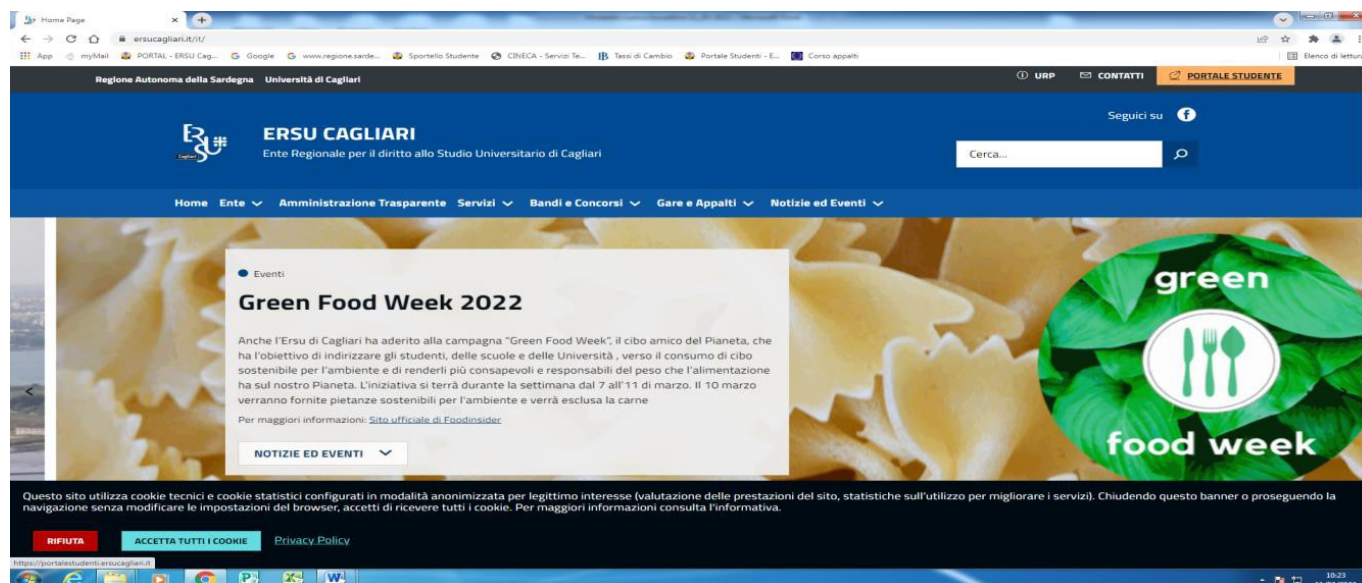 Home Page
ersucagliari.it/it/
App myMail PORTAL - ERSU Cag... Google www.regione.sarde... Sportello Studente CINECA - Servizi Te... Tassi di Cambio Portale Studenti - E... Corso appalti Elenco di lettura
Regione Autonoma della Sardegna Università di Cagliari URP CONTATTI PORTALE STUDENTE
Seguici su
ERSU Cagliari
ERSU CAGLIARI
Ente Regionale per il diritto allo Studio Universitario di Cagliari
Cerca...
Home Ente Amministrazione Trasparente Servizi Bandi e Concorsi Gare e Appalti Notizie ed Eventi
Eventi
Green Food Week 2022
Anche l'Ersu di Cagliari ha aderito alla campagna "Green Food Week", il cibo amico del Pianeta, che
ha l'obiettivo di indirizzare gli studenti, delle scuole e delle Università , verso il consumo di cibo
sostenibile per l'ambiente e di renderli più consapevoli e responsabili del peso che l'alimentazione
ha sul nostro Pianeta. L'iniziativa si terrà durante la settimana dal 7 all'11 di marzo. Il 10 marzo
verranno fornite pietanze sostenibili per l'ambiente e verrà esclusa la carne
Per maggiori informazioni: Sito ufficiale di Foodinsider
NOTIZIE ED EVENTI
green
food week
Questo sito utilizza cookie tecnici e cookie statistici configurati in modalità anonimizzata per legittimo interesse (valutazione delle prestazioni del sito, statistiche sull'utilizzo per migliorare i servizi). Chiudendo questo banner o proseguendo la
navigazione senza modificare le impostazioni del browser, accetti di ricevere tutti i cookie. Per maggiori informazioni consulta l'informativa.
RIFIUTA ACCETTA TUTTI I COOKIE Privacy Policy
https://portalestudenti.ersucagliari.it
10:23